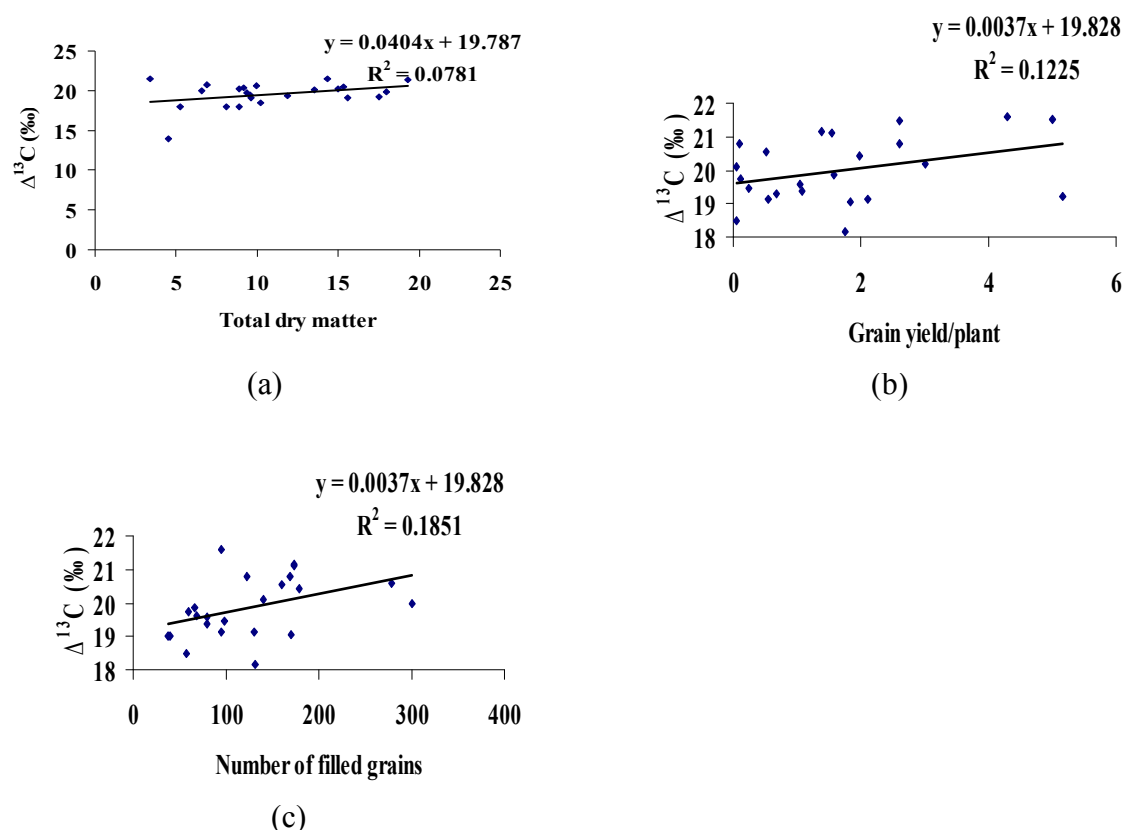 y = 0.0404x + 19.787
R² = 0.0781
25
20
15
10
5
0
Δ¹³C (‰)
0 5 10 15 20 25
Total dry matter
(a)
y = 0.0037x + 19.828
R² = 0.1225
22
21
20
19
18
Δ ¹³C (‰)
0 2 4 6
Grain yield/plant
(b)
y = 0.0037x + 19.828
R² = 0.1851
22
21
20
19
18
Δ ¹³C (‰)
0 100 200 300 400
Number of filled grains
(c)